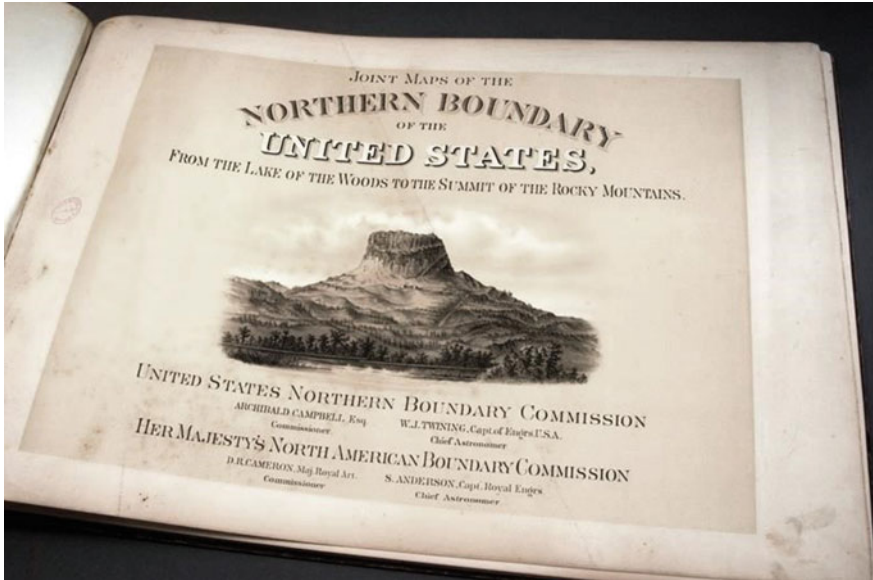 JOINT MAPS OF THE
NORTHERN BOUNDARY
OF THE
UNITED STATES,
FROM THE LAKE OF THE WOODS TO THE SUMMIT OF THE ROCKY MOUNTAINS.
UNITED STATES NORTHERN BOUNDARY COMMISSION
ARCHIBALD CAMPBELL, Esq. W.J. TWINING, Capt. of Engrs. U.S.A.
Commissioner Chief Astronomer
HER MAJESTY'S NORTH AMERICAN BOUNDARY COMMISSION
D.R. CAMERON, Maj. Royal Art. S. ANDERSON, Capt. Royal Engrs
Commissioner Chief Astronomer